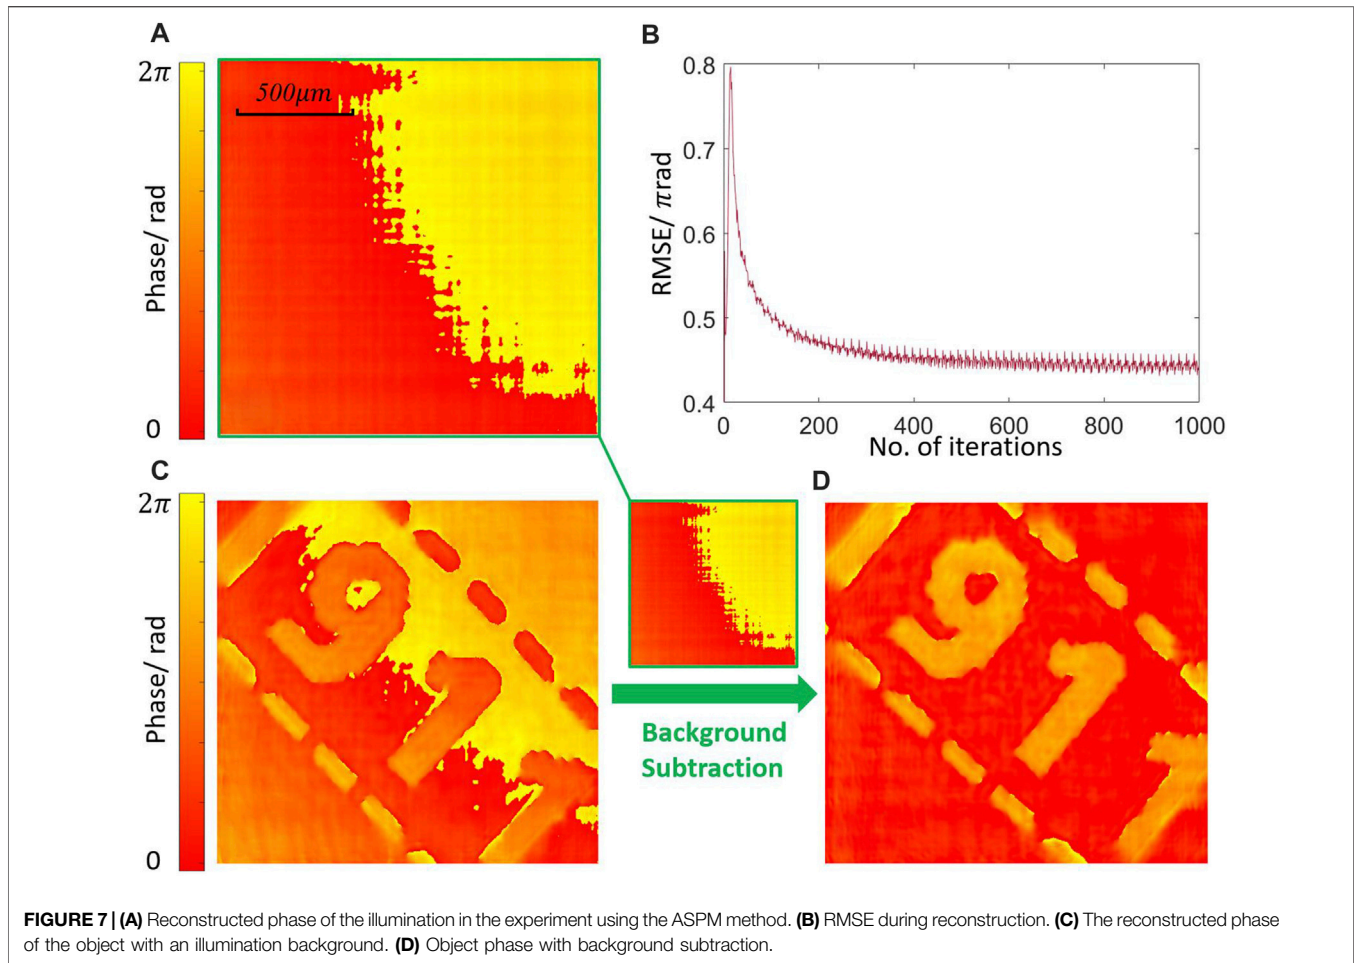 A
2π
500μm
Phase/ rad
0
B
0.8
0.7
0.6
0.5
0.4
RMSE/ πrad
0
200
400
600
800
1000
No. of iterations
C
2π
Phase/ rad
0
Background
Subtraction
D
FIGURE 7 | (A) Reconstructed phase of the illumination in the experiment using the ASPM method. (B) RMSE during reconstruction. (C) The reconstructed phase
of the object with an illumination background. (D) Object phase with background subtraction.